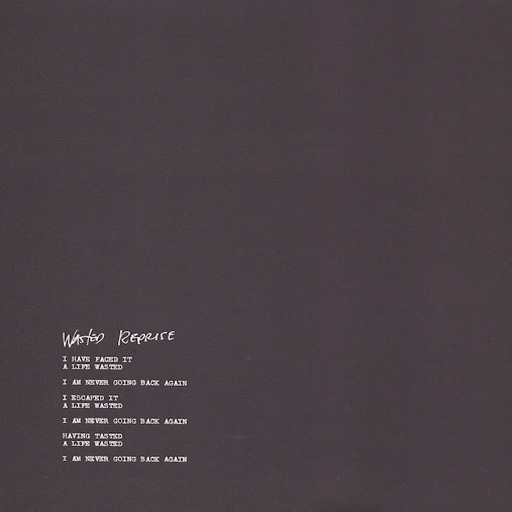 Wasted Reprise
I HAVE FACED IT
A LIFE WASTED
I AM NEVER GOING BACK AGAIN
I ESCAPED IT
A LIFE WASTED
I AM NEVER GOING BACK AGAIN
HAVING TASTED
A LIFE WASTED
I AM NEVER GOING BACK AGAIN